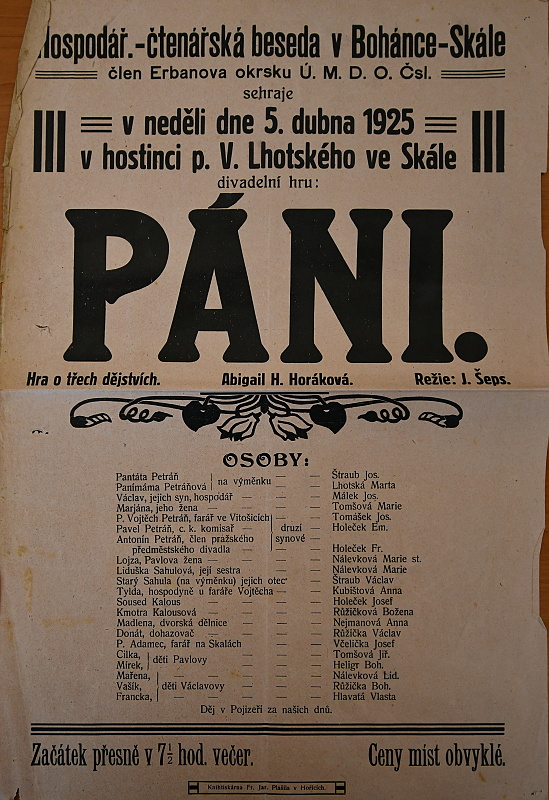 Hospodář.-čtenářská beseda v Bohánce-Skále
člen Erbanova okrsku Ú. M. D. O. Čsl.
sehraje
v neděli dne 5. dubna 1925
v hostinci p. V. Lhotského ve Skále
divadelní hru:
PÁNI.
Hra o třech dějstvích. Abigail H. Horáková. Režie: J. Šeps.
OSOBY:
Pantáta Petráň — — Štraub Jos.
Panimáma Petráňová na výměnku — — Lhotská Marta
Václav, jejich syn, hospodář — — — Málek Jos.
Marjána, jeho žena — — — — Tomšová Marie
P. Vojtěch Petráň, farář ve Vitošicích — Tomášek Jos.
Pavel Petráň, c. k. komisař — druzí — Holeček Em.
Antonín Petráň, člen pražského synové —
předměstského divadla — Holeček Fr.
Lojza, Pavlova žena — — — — Nálevková Marie st.
Liduška Sahulová, její sestra — — — Nálevková Marie
Starý Sahula (na výměnku) jejich otec — Štraub Václav
Tylda, hospodyně u faráře Vojtěcha — — Kubištová Anna
Soused Kalous — — — — Holeček Josef
Kmotra Kalousová — — — — Růžičková Božena
Madlena, dvorská dělnice — — — Nejmanová Anna
Donát, dohazovač — — — — Růžička Václav
P. Adamec, farář na Skalách — — — Včelička Josef
Cilka, — — — Tomšová Jiř.
Mirek, děti Pavlovy — — — Heligr Boh.
Mařena, — — Nálevková Lid.
Vašík, děti Václavovy — — Růžička Boh.
Francka, — — Hlavatá Vlasta
Děj v Pojizeří za našich dnů.
Začátek přesně v 7½ hod. večer. Ceny míst obvyklé.
Knihtiskárna Fr. Jar. Plašila v Hořicích.